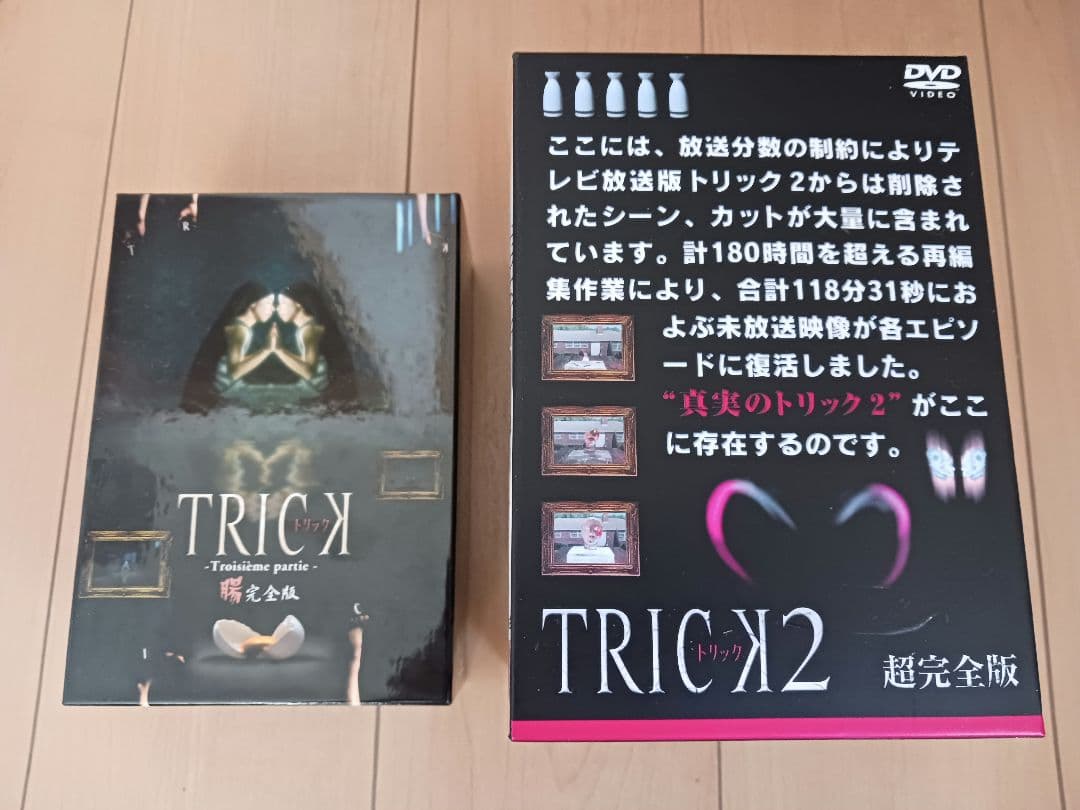 T
R
K
TRICK
トリック
-Troisième partie -
腸完全版
I
C
DVD
VIDEO
ここには、放送分数の制約によりテ
レビ放送版トリック2からは削除さ
れたシーン、カットが大量に含まれ
ています。計180時間を超える再編
集作業により、合計118分31秒にお
よぶ未放送映像が各エピソ
ードに復活しました。
“真実のトリック2”がここ
に存在するのです。
TRICK2
トリック
超完全版